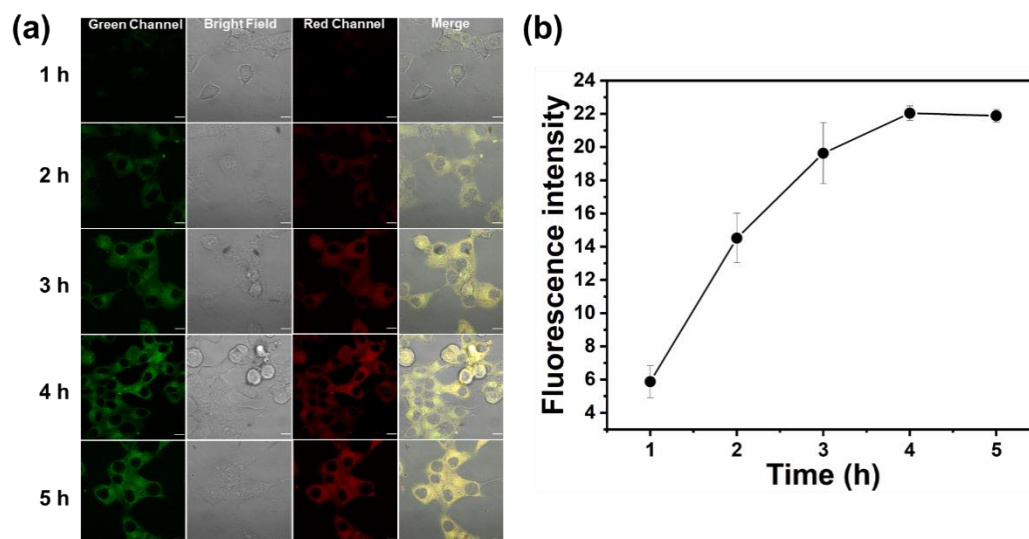 (a)
Green Channel Bright Field Red Channel Merge
1 h
2 h
3 h
4 h
5 h
(b)
Fluorescence intensity
24
22
20
18
16
14
12
10
8
6
4
1 2 3 4 5
Time (h)